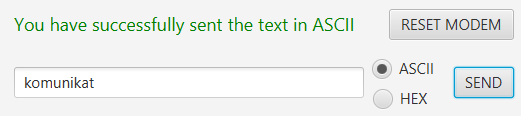 You have successfully sent the text in ASCII
RESET MODEM
komunikat
ASCII
HEX
SEND